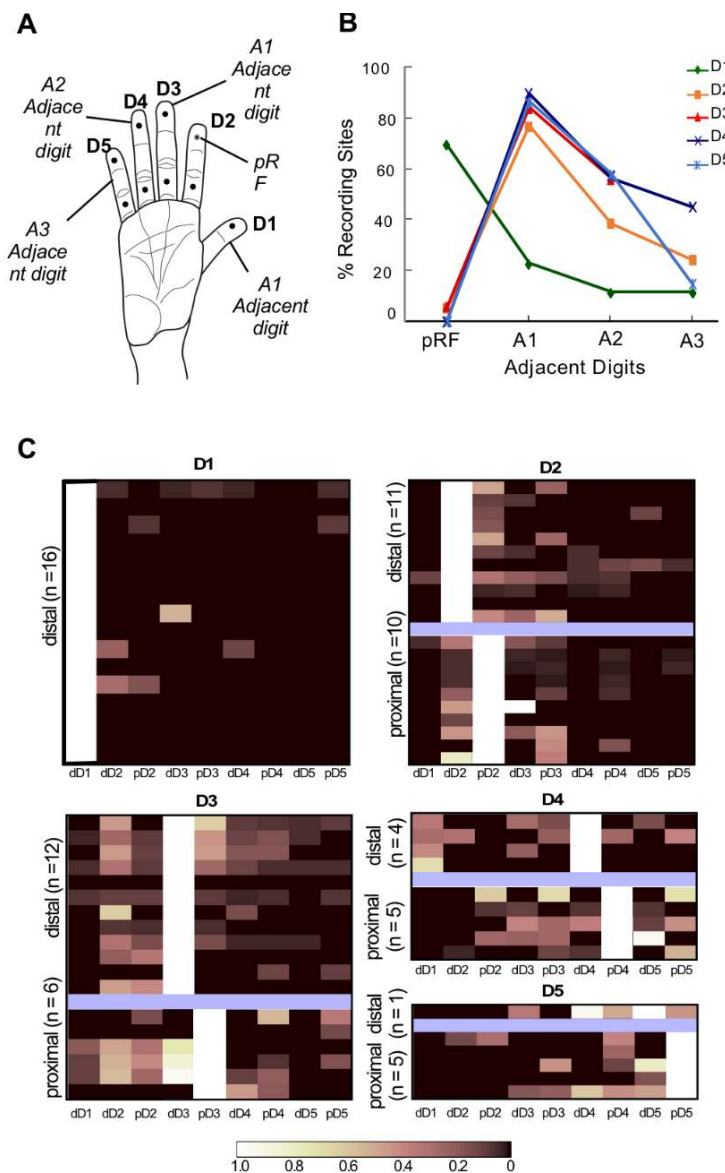 A
A1
Adjace
nt
digit
A2
Adjace
nt
digit
D3
D4
D2
D5
pR
F
A3
Adjace
nt digit
D1
A1
Adjacent
digit
B
100
80
60
40
20
0
% Recording Sites
pRF
A1
A2
A3
Adjacent Digits
D1
D2
D3
D4
D5
C
D1
distal (n =16)
dD1 dD2 pD2 dD3 pD3 dD4 pD4 dD5 pD5
D2
distal (n =11)
proximal (n =10)
dD1 dD2 pD2 dD3 pD3 dD4 pD4 dD5 pD5
D3
distal (n =12)
proximal (n = 6)
dD1 dD2 pD2 dD3 pD3 dD4 pD4 dD5 pD5
D4
distal
(n = 4)
proximal
(n = 5)
dD1 dD2 pD2 dD3 pD3 dD4 pD4 dD5 pD5
D5
distal
(n = 1)
proximal
(n = 5)
dD1 dD2 pD2 dD3 pD3 dD4 pD4 dD5 pD5
1.0 0.8 0.6 0.4 0.2 0